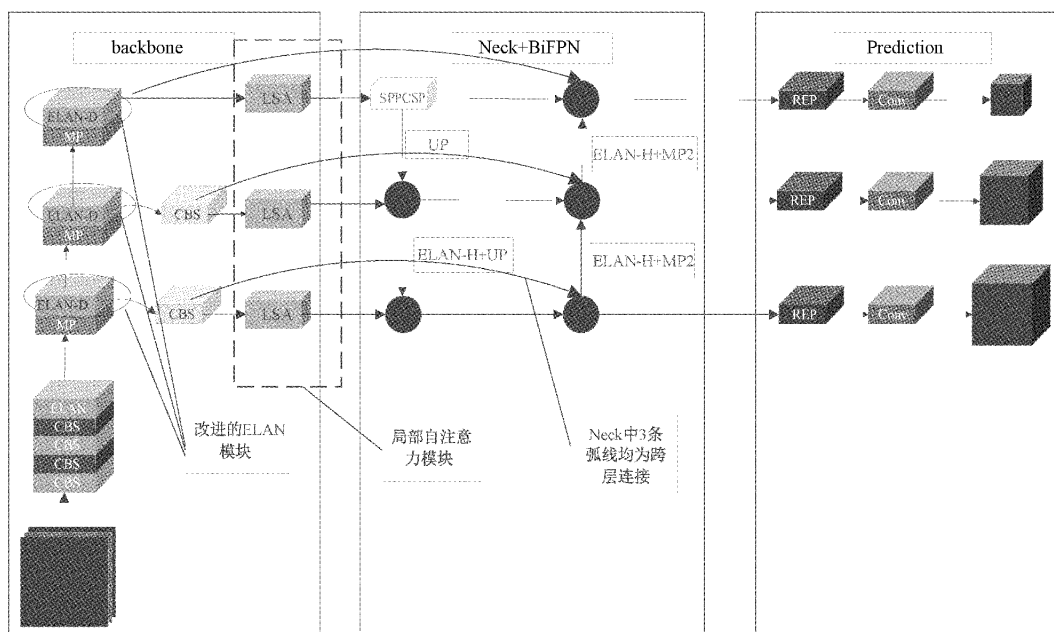 backbone
Neck+BiFPN
Prediction
ELAN-D
MP
LSA
SPPCSP
REP
Conv
UP
ELAN-H+MP2
ELAN-D
MP
CBS
LSA
REP
Conv
ELAN-H+UP
ELAN-H+MP2
ELAN-D
MP
CBS
LSA
REP
Conv
ELAN
CBS
CBS
CBS
CBS
改进的ELAN
模块
局部自注意
力模块
Neck中3条
弧线均为跨
层连接